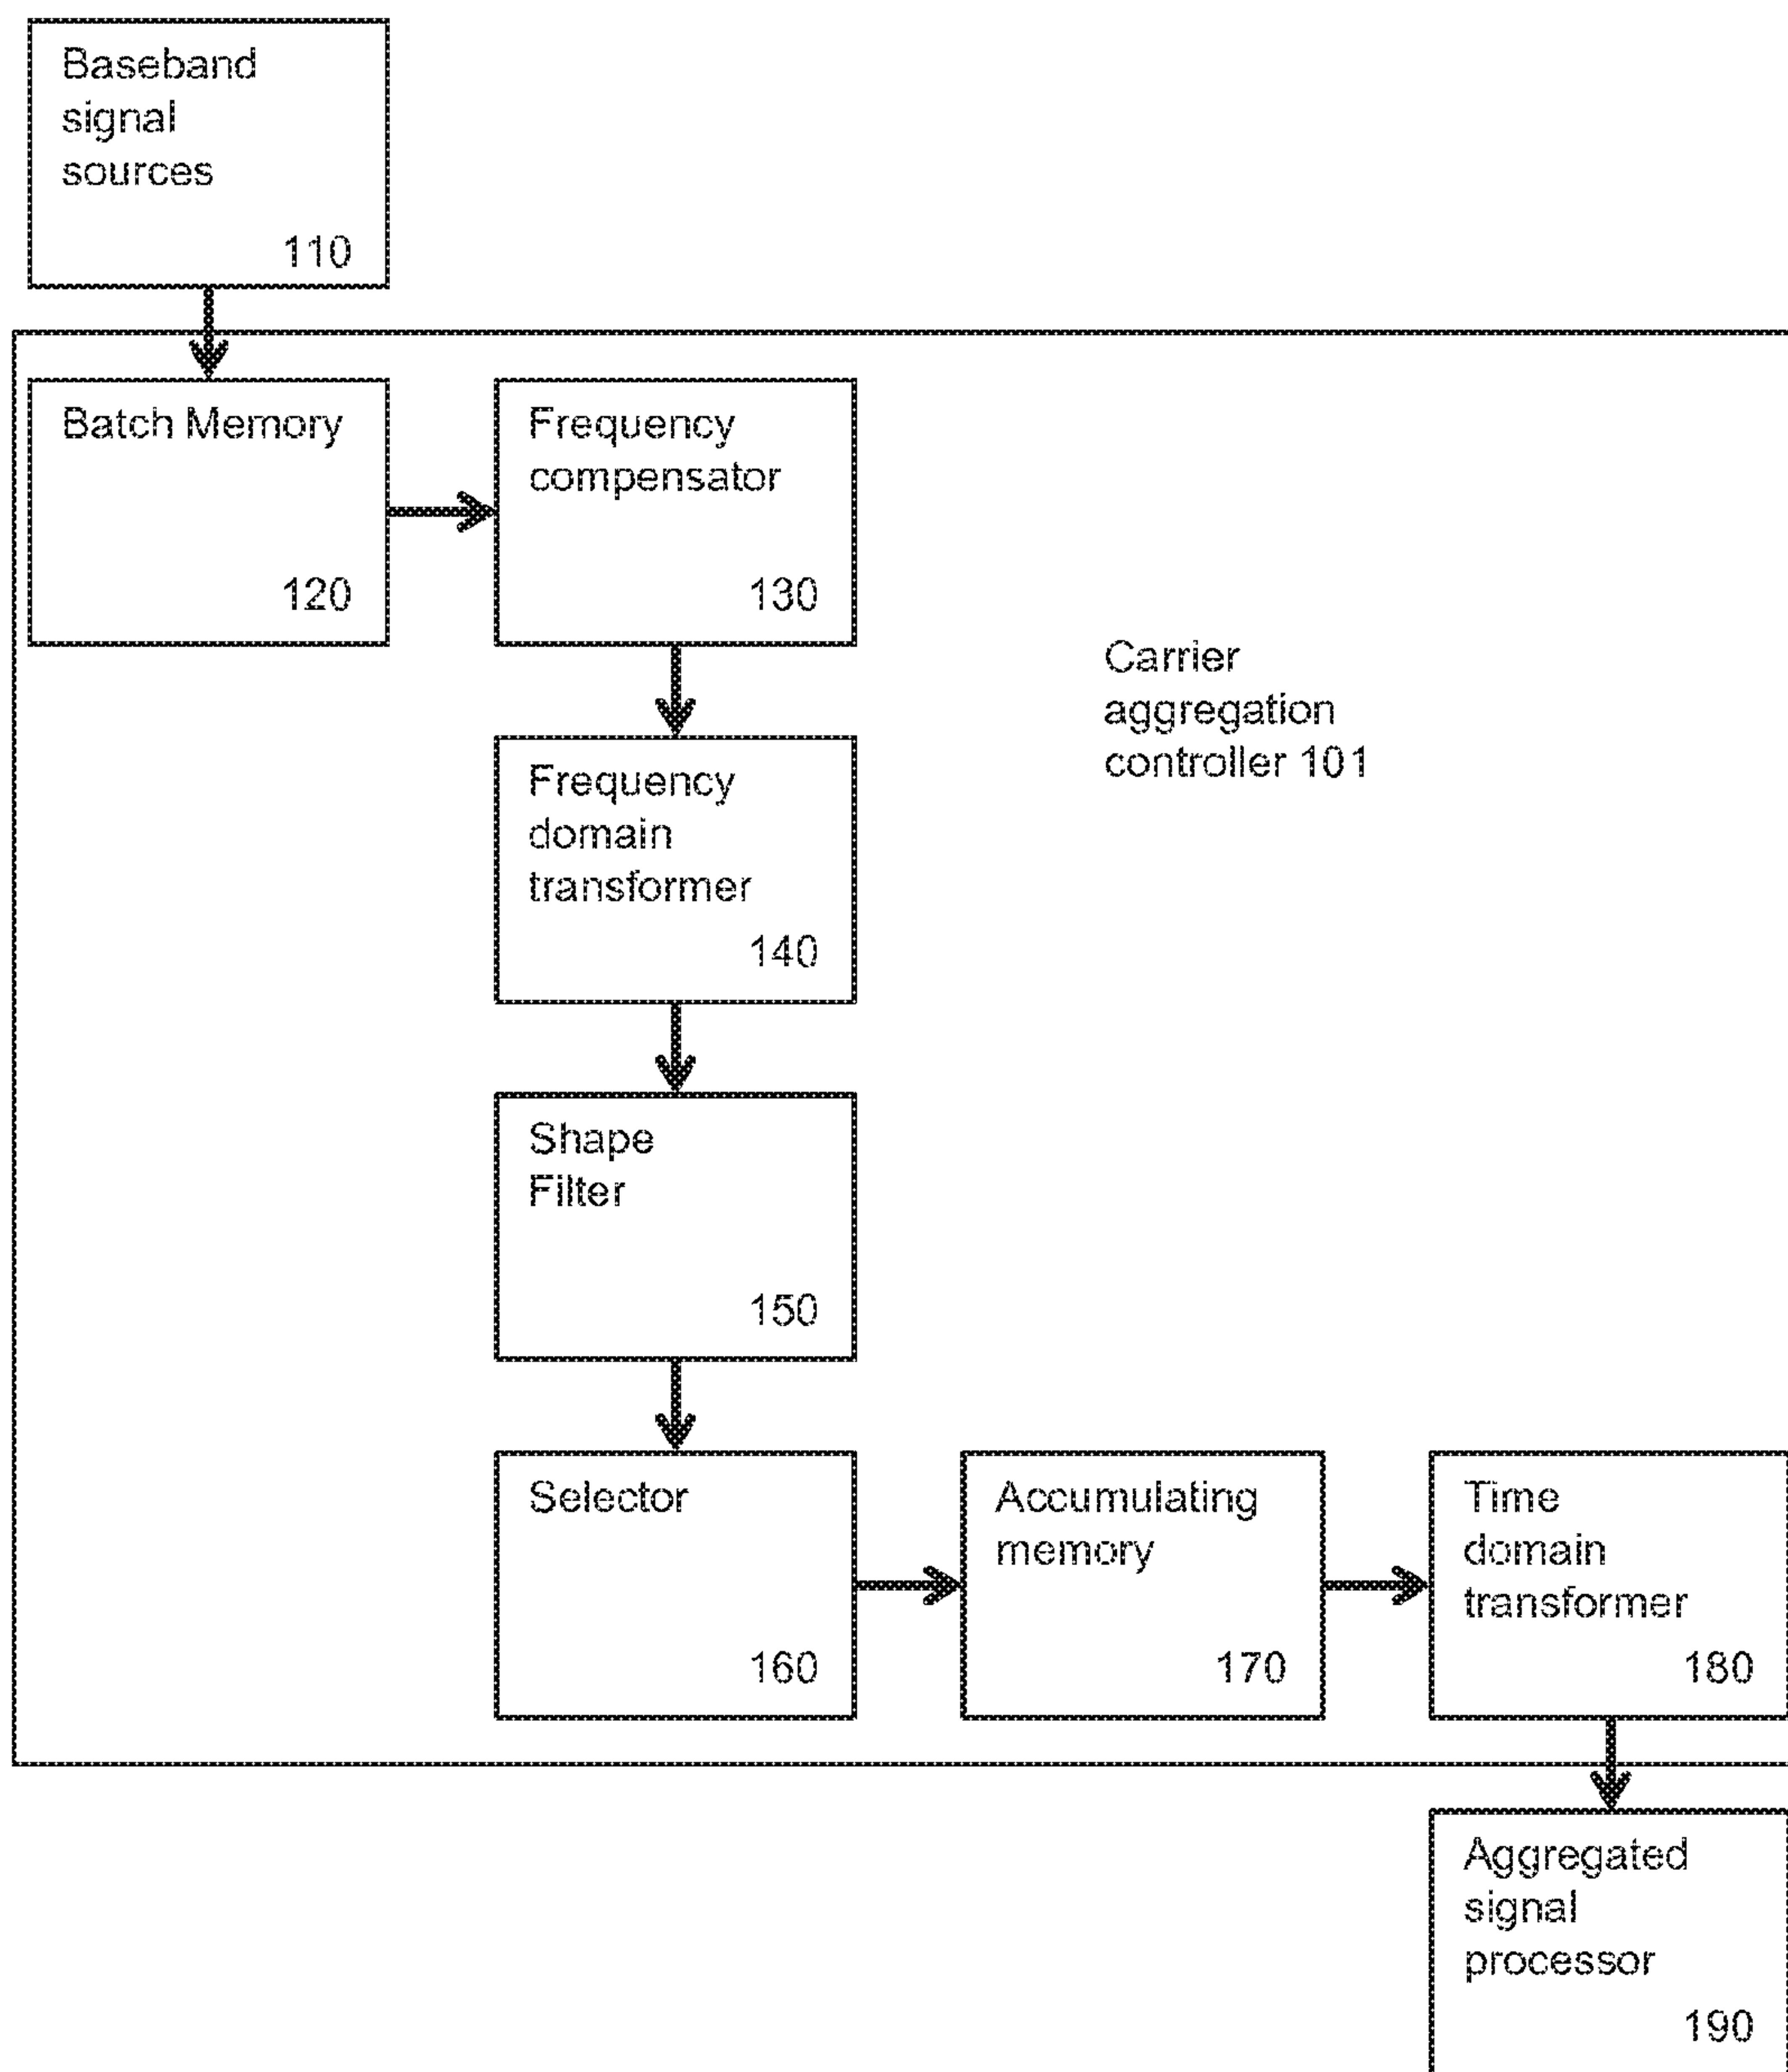 Baseband
signal
sources
110
Batch Memory
120
Frequency
compensator
130
Carrier
aggregation
controller 101
Frequency
domain
transformer
140
Shape
Filter
150
Selector
160
Accumulating
memory
170
Time
domain
transformer
180
Aggregated
signal
processor
190